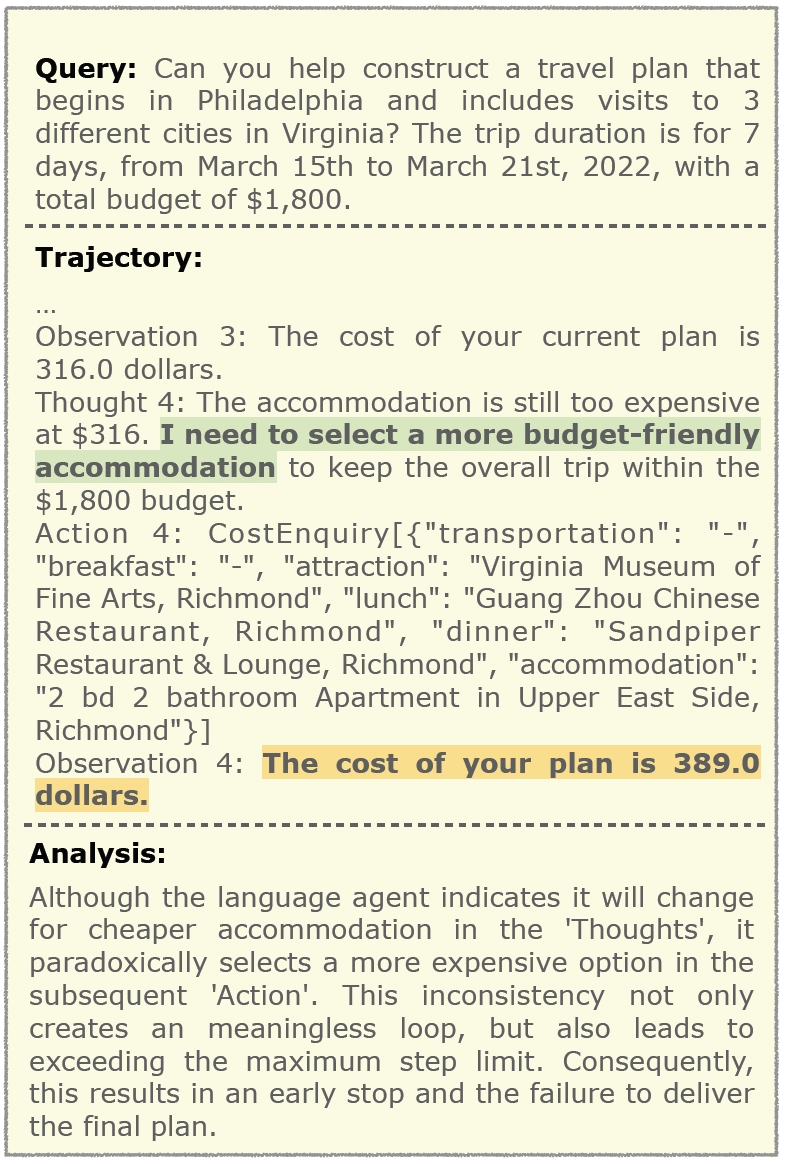 Query: Can you help construct a travel plan that
begins in Philadelphia and includes visits to 3
different cities in Virginia? The trip duration is for 7
days, from March 15th to March 21st, 2022, with a
total budget of $1,800.
Trajectory:
...
Observation 3: The cost of your current plan is
316.0 dollars.
Thought 4: The accommodation is still too expensive
at $316. I need to select a more budget-friendly
accommodation to keep the overall trip within the
$1,800 budget.
Action 4: CostEnquiry[{"transportation": "-",
"breakfast": "-", "attraction": "Virginia Museum of
Fine Arts, Richmond", "lunch": "Guang Zhou Chinese
Restaurant, Richmond", "dinner": "Sandpiper
Restaurant & Lounge, Richmond", "accommodation":
"2 bd 2 bathroom Apartment in Upper East Side,
Richmond"}]
Observation 4: The cost of your plan is 389.0
dollars.
Analysis:
Although the language agent indicates it will change
for cheaper accommodation in the 'Thoughts', it
paradoxically selects a more expensive option in the
subsequent 'Action'. This inconsistency not only
creates an meaningless loop, but also leads to
exceeding the maximum step limit. Consequently,
this results in an early stop and the failure to deliver
the final plan.